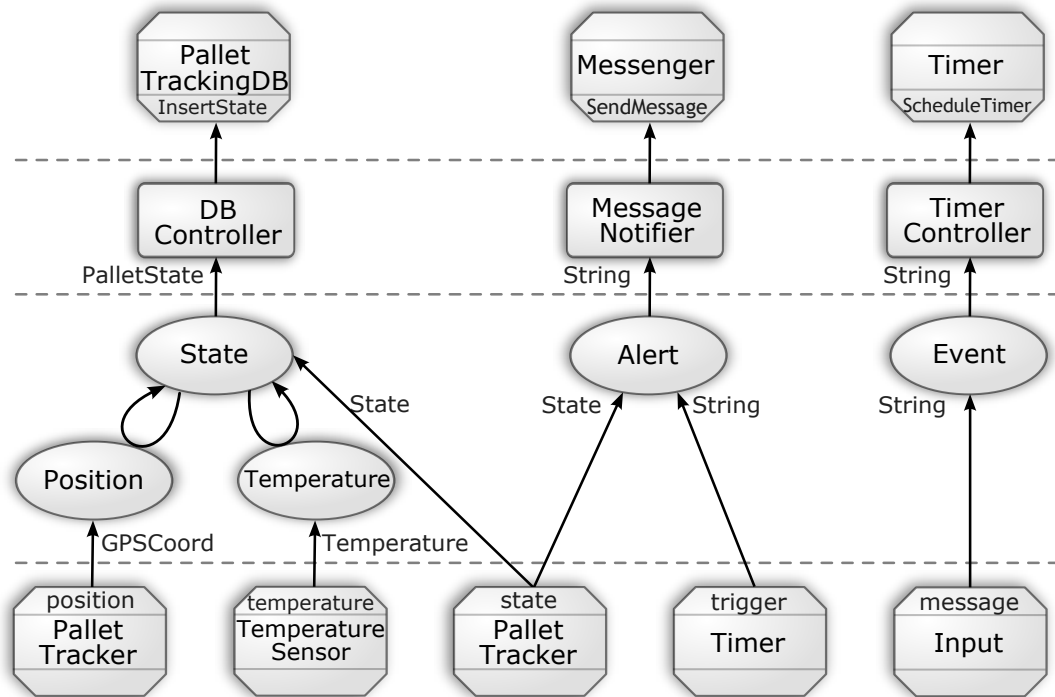 Pallet
TrackingDB
InsertState
Messenger
SendMessage
Timer
ScheduleTimer
DB
Controller
Message
Notifier
Timer
Controller
PalletState
String
String
State
Alert
Event
State
State
String
String
Position
Temperature
GPSCoord
Temperature
position
Pallet
Tracker
temperature
Temperature
Sensor
state
Pallet
Tracker
trigger
Timer
message
Input